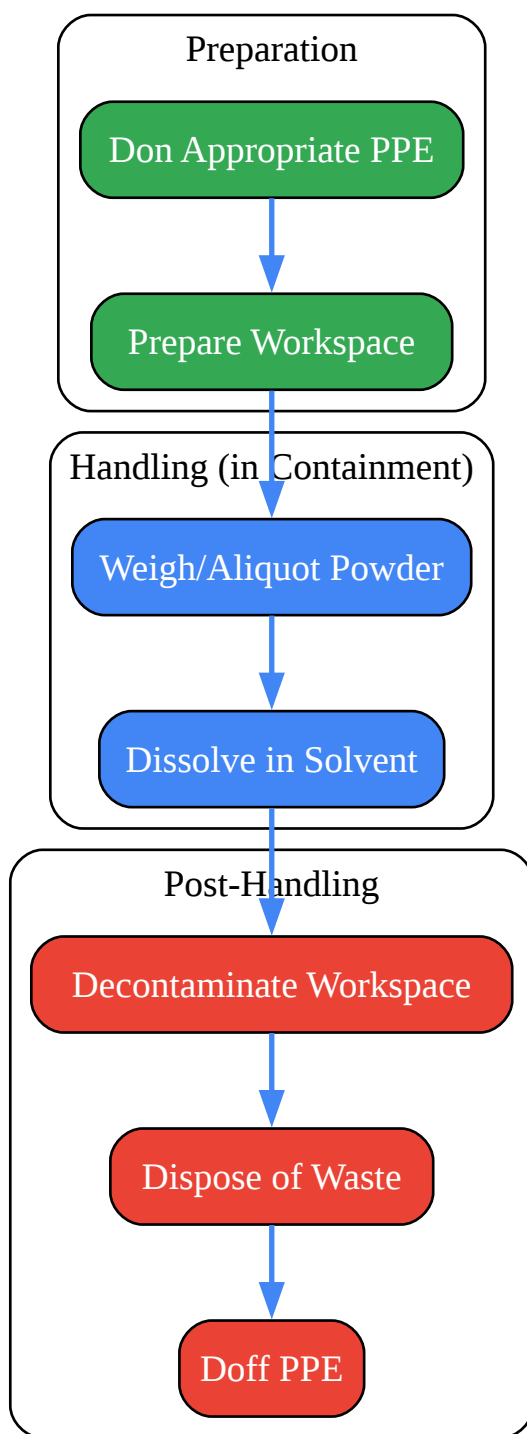 Preparation
Don Appropriate PPE
Prepare Workspace
Handling (in Containment)
Weigh/Aliquot Powder
Dissolve in Solvent
Post-Handling
Decontaminate Workspace
Dispose of Waste
Doff PPE